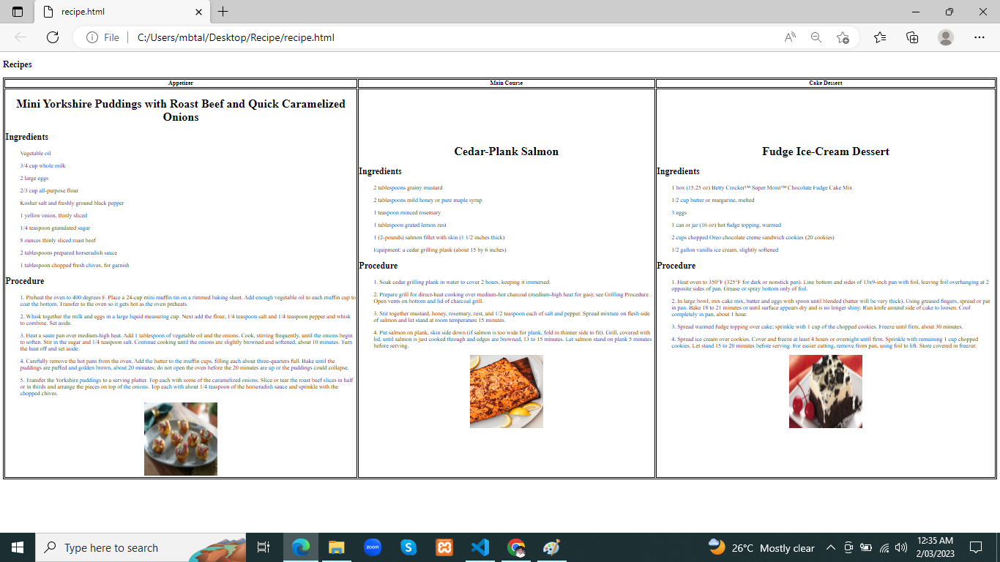 recipe.html
File
C:/Users/mbtal/Desktop/Recipe/recipe.html
Recipes
Appetizer
Mini Yorkshire Puddings with Roast Beef and Quick Caramelized
Onions
Ingredients
Vegetable oil
3/4 cup whole milk
2 large eggs
2/3 cup all-purpose flour
Kosher salt and freshly ground black pepper
1 yellow onion, thinly sliced
1/4 teaspoon granulated sugar
8 ounces thinly sliced roast beef
2 tablespoons prepared horseradish sauce
1 tablespoon chopped fresh chives, for garnish
Procedure
1. Preheat the oven to 400 degrees F. Place a 24-cup mini muffin tin on a rimmed baking sheet. Add enough vegetable oil to each muffin cup to
coat the bottom. Transfer to the oven so it gets hot as the oven preheats.
2. Whisk together the milk and eggs in a large liquid measuring cup. Next add the flour, 1/4 teaspoon salt and 1/4 teaspoon pepper and whisk
to combine. Set aside.
3. Heat a saute pan over medium-high heat. Add 1 tablespoon of vegetable oil and the onions. Cook, stirring frequently, until the onions begin
to soften. Stir in the sugar and 1/4 teaspoon salt. Continue cooking until the onions are slightly browned and softened, about 10 minutes. Turn
the heat off and set aside.
4. Carefully remove the hot pans from the oven. Add the batter to the muffin cups, filling each about three-quarters full. Bake until the
puddings are puffed and golden brown, about 20 minutes; do not open the oven before the 20 minutes are up or the puddings could collapse.
5. Transfer the Yorkshire puddings to a serving platter. Top each with some of the caramelized onions. Slice or tear the roast beef slices in half
or in thirds and arrange the pieces on top of the onions. Top each with about 1/4 teaspoon of the horseradish sauce and sprinkle with the
chopped chives.
Main Course
Cedar-Plank Salmon
Ingredients
2 tablespoons grainy mustard
2 tablespoons mild honey or pure maple syrup
1 teaspoon minced rosemary
1 tablespoon grated lemon zest
1 (2-pounds) salmon fillet with skin (1 1/2 inches thick)
Equipment: a cedar grilling plank (about 15 by 6 inches)
Procedure
1. Soak cedar grilling plank in water to cover 2 hours, keeping it immersed.
2. Prepare grill for direct-heat cooking over medium-hot charcoal (medium-high heat for gas); see Grilling Procedure .
Open vents on bottom and lid of charcoal grill.
3. Stir together mustard, honey, rosemary, zest, and 1/2 teaspoon each of salt and pepper. Spread mixture on flesh side
of salmon and let stand at room temperature 15 minutes.
4. Put salmon on plank, skin side down (if salmon is too wide for plank, fold in thinner side to fit). Grill, covered with
lid, until salmon is just cooked through and edges are browned, 13 to 15 minutes. Let salmon stand on plank 5 minutes
before serving.
Cake Dessert
Fudge Ice-Cream Dessert
Ingredients
1 box (15.25 oz) Betty Crocker™ Super Moist™ Chocolate Fudge Cake Mix
1/2 cup butter or margarine, melted
3 eggs
1 can or jar (16 oz) hot fudge topping, warmed
2 cups chopped Oreo chocolate creme sandwich cookies (20 cookies)
1/2 gallon vanilla ice cream, slightly softened
Procedure
1. Heat oven to 350°F (325°F for dark or nonstick pan). Line bottom and sides of 13x9-inch pan with foil, leaving foil overhanging at 2
opposite sides of pan. Grease or spray bottom only of foil.
2. In large bowl, mix cake mix, butter and eggs with spoon until blended (batter will be very thick). Using greased fingers, spread or pat
in pan. Bake 18 to 21 minutes or until surface appears dry and is no longer shiny. Run knife around side of cake to loosen. Cool
completely in pan, about 1 hour.
3. Spread warmed fudge topping over cake; sprinkle with 1 cup of the chopped cookies. Freeze until firm, about 30 minutes.
4. Spread ice cream over cookies. Cover and freeze at least 4 hours or overnight until firm. Sprinkle with remaining 1 cup chopped
cookies. Let stand 15 to 20 minutes before serving. For easier cutting, remove from pan, using foil to lift. Store covered in freezer.
Type here to search
zoom
26°C Mostly clear
12:35 AM
2/03/2023